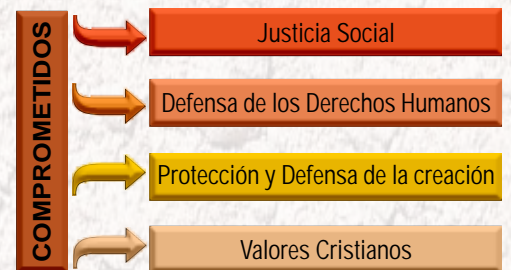 COMPROMETIDOS
Justicia Social
Defensa de los Derechos Humanos
Protección y Defensa de la creación
Valores Cristianos